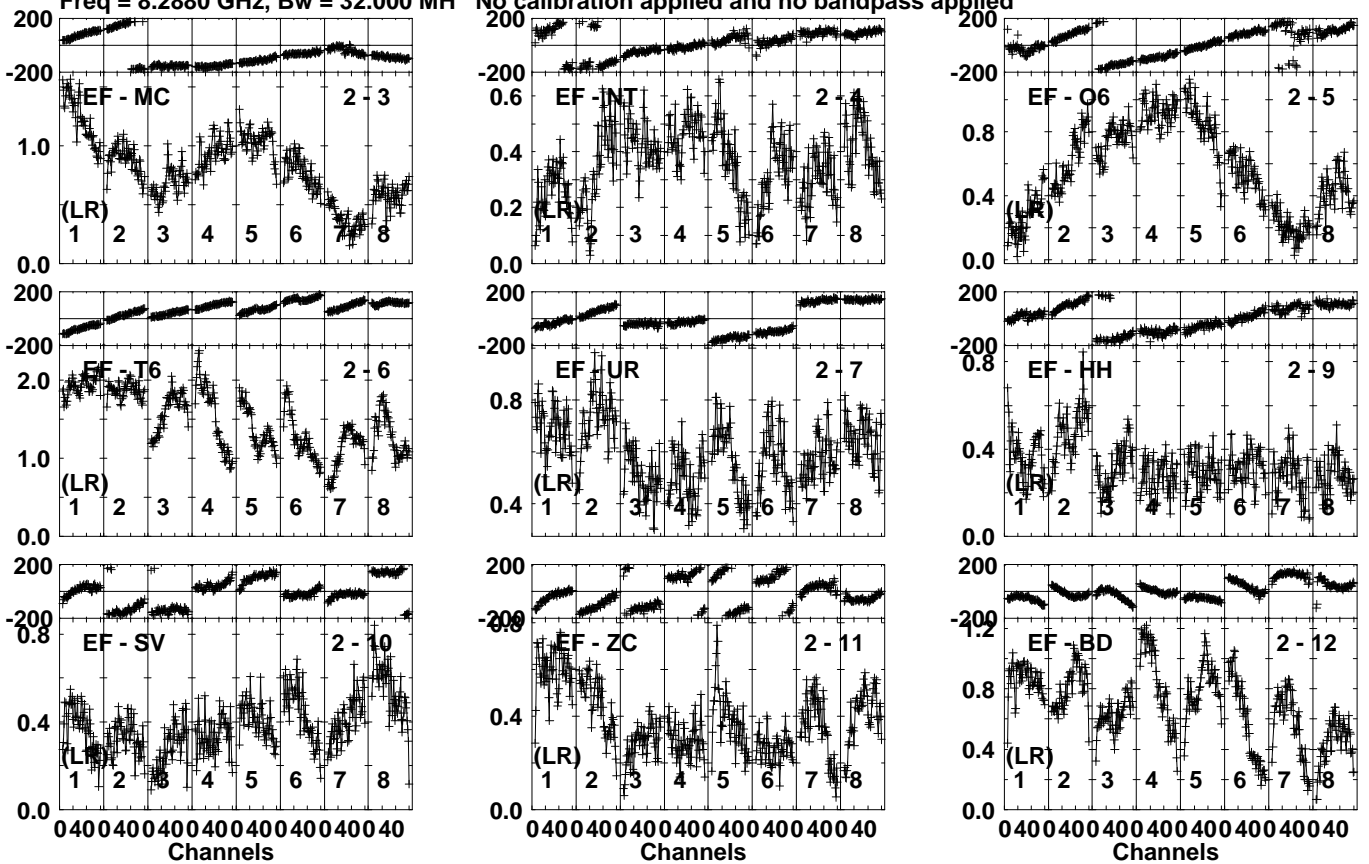 Freq = 8.2880 GHz, Bw = 32.000 MH No calibration applied and no bandpass applied
200 200 200
-200 -200 -200
EF - MC 2 - 3 EF - NT 2 - 4 EF - O6 2 - 5
0.6
1.0 0.8
0.4
0.4
(LR) 0.2 (LR) (LR)
1 2 3 4 5 6 7 8 1 2 3 4 5 6 7 8 1 2 3 4 5 6 7 8
0.0 0.0 0.0
200 200 200
-200 -200 -200
EF - T6 2 - 6 EF - UR 2 - 7 EF - HH 2 - 9
0.8
2.0 0.8
1.0 0.4
(LR) (LR) (LR)
1 2 3 4 5 6 7 8 0.4 1 2 3 4 5 6 7 8 1 2 3 4 5 6 7 8
0.0 0.0
200 200 200
-200 -200 -200
0.8 0.8 1.2
EF - SV 2 - 10 EF - ZC 2 - 11 EF - BD 2 - 12
0.8
0.4 0.4
0.4
(LR) (LR) (LR)
1 2 3 4 5 6 7 8 1 2 3 4 5 6 7 8 1 2 3 4 5 6 7 8
0.0 0.0 0.0
0 40 0 40 0 40 0 40 0 40 0 40 0 40 0 40 0 40 0 40 0 40 0 40 0 40 0 40 0 40 0 40 0 40 0 40 0 40 0 40 0 40 0 40 0 40 0 40
Channels Channels Channels